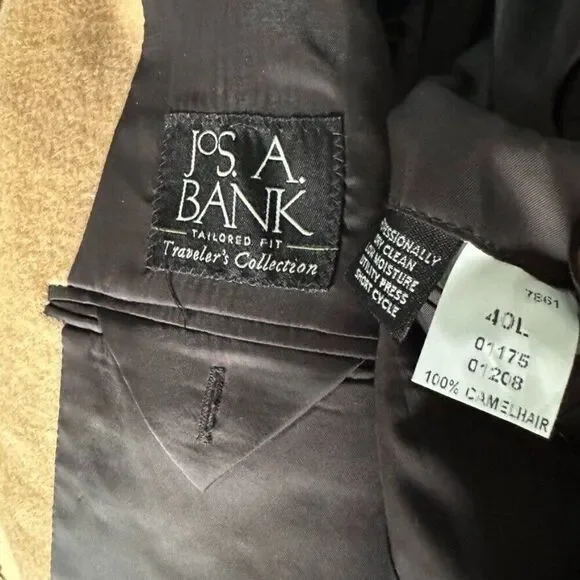 JOS. A.
BANK
TAILORED FIT
Traveler's Collection
DRY CLEAN
LOW MOISTURE
UTILITY PRESS
SHORT CYCLE
7861
40L
01175
01208
100% CAMELHAIR